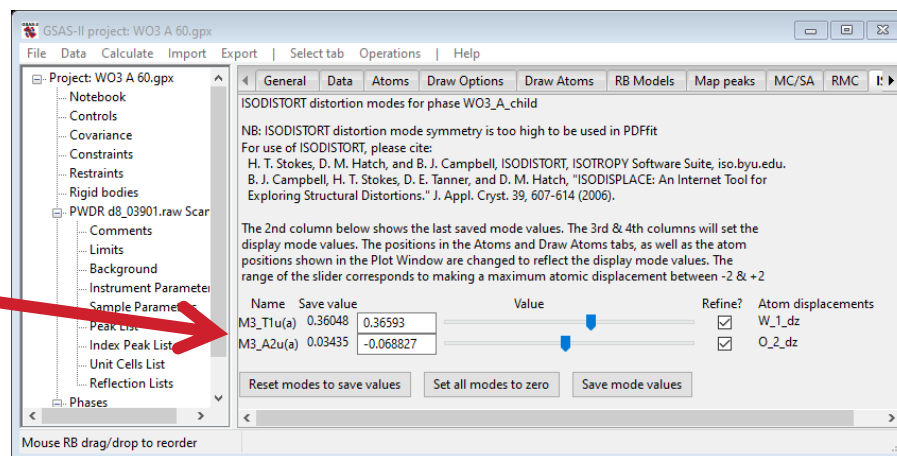 GSAS-II project: WO3 A 60.gpx
File Data Calculate Import Export | Select tab Operations | Help
Project: WO3 A 60.gpx
Notebook
Controls
Covariance
Constraints
Restraints
Rigid bodies
PWDR d8_03901.raw Scan
Comments
Limits
Background
Instrument Parameter
Sample Parameters
Peak List
Index Peak List
Unit Cells List
Reflection Lists
Phases
General Data Atoms Draw Options Draw Atoms RB Models Map peaks MC/SA RMC
ISODISTORT distortion modes for phase WO3_A_child
NB: ISODISTORT distortion mode symmetry is too high to be used in PDFfit
For use of ISODISTORT, please cite:
H. T. Stokes, D. M. Hatch, and B. J. Campbell, ISODISTORT, ISOTROPY Software Suite, iso.byu.edu.
B. J. Campbell, H. T. Stokes, D. E. Tanner, and D. M. Hatch, "ISODISPLACE: An Internet Tool for
Exploring Structural Distortions." J. Appl. Cryst. 39, 607-614 (2006).
The 2nd column below shows the last saved mode values. The 3rd & 4th columns will set the
display mode values. The positions in the Atoms and Draw Atoms tabs, as well as the atom
positions shown in the Plot Window are changed to reflect the display mode values. The
range of the slider corresponds to making a maximum atomic displacement between -2 & +2
Name Save value Value Refine? Atom displacements
M3_T1u(a) 0.36048 0.36593 W_1_dz
M3_A2u(a) 0.03435 -0.068827 O_2_dz
Reset modes to save values Set all modes to zero Save mode values
Mouse RB drag/drop to reorder